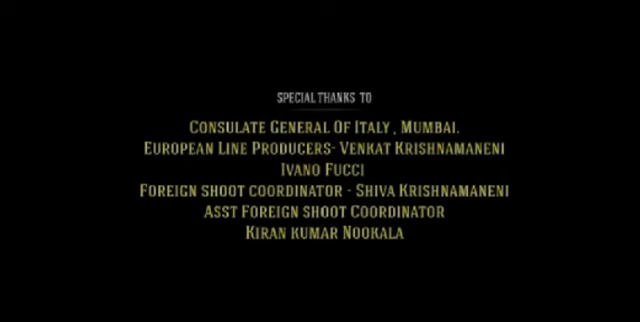 SPECIAL THANKS TO
CONSULATE GENERAL OF ITALY , MUMBAI.
EUROPEAN LINE PRODUCERS- VENKAT KRISHNAMANENI
IVANO FUCCI
FOREIGN SHOOT COORDINATOR - SHIVA KRISHNAMANENI
ASST FOREIGN SHOOT COORDINATOR
KIRAN KUMAR NOOKALA